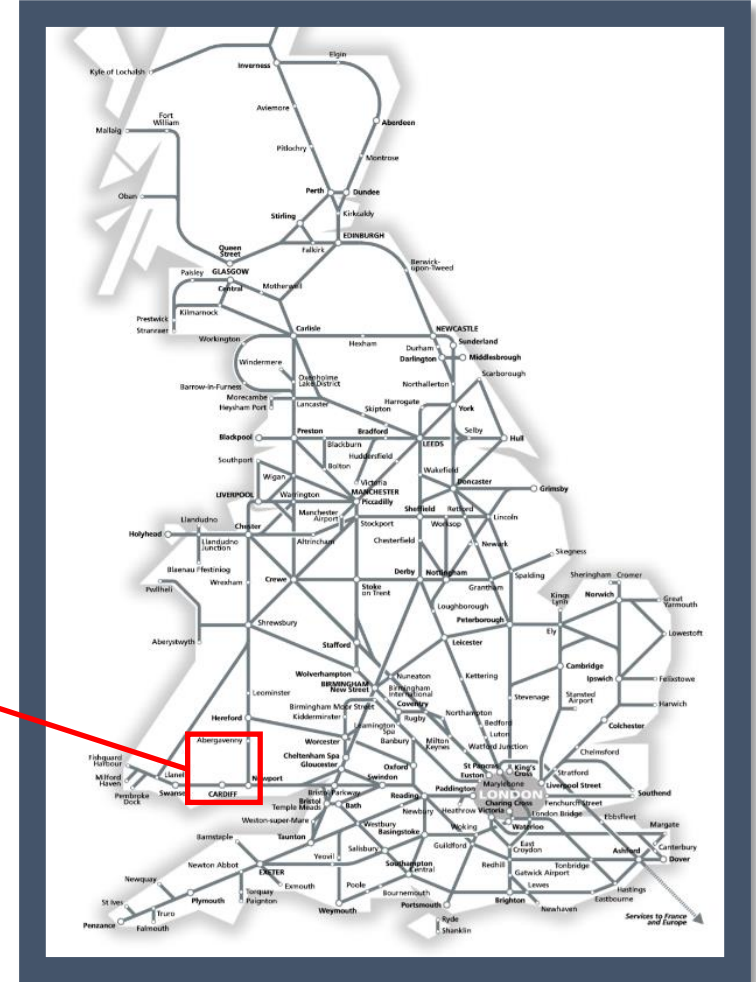 Elgin
Inverness
Kyle of Lochalsh
Aviemore
Fort
William
Aberdeen
Mallaig
Pitlochry
Montrose
Perth
Dundee
Oban
Stirling
Kirkcaldy
EDINBURGH
Queen
Street
Falkirk
Berwick-
upon-Tweed
Paisley
GLASGOW
Central
Motherwell
Prestwick
Kilmarnock
Stranraer
Carlisle
NEWCASTLE
Workington
Hexham
Durham
Sunderland
Darlington
Middlesbrough
Windermere
Oxenholme
Lake District
Scarborough
Barrow-in-Furness
Northallerton
Morecambe
Lancaster
Harrogate
Heysham Port
Skipton
York
Blackpool
Preston
Bradford
Selby
Blackburn
LEEDS
Hull
Southport
Huddersfield
Bolton
Wakefield
Wigan
Victoria
Doncaster
LIVERPOOL
Warrington
MANCHESTER
Piccadilly
Grimsby
Manchester
Airport
Sheffield
Retford
Llandudno
Stockport
Worksop
Lincoln
Holyhead
Chester
Llandudno
Junction
Altrincham
Chesterfield
Newark
Skegness
Blaenau Ffestiniog
Wrexham
Crewe
Stoke
on Trent
Derby
Nottingham
Grantham
Spalding
Sheringham
Cromer
Pwllheli
Kings
Lynn
Norwich
Great
Yarmouth
Loughborough
Shrewsbury
Peterborough
Ely
Lowestoft
Aberystwyth
Stafford
Leicester
Wolverhampton
Cambridge
BIRMINGHAM
New Street
Nuneaton
Kettering
Ipswich
Felixstowe
Birmingham
International
Leominster
Stevenage
Stansted
Airport
Harwich
Birmingham Moor Street
Coventry
Hereford
Kidderminster
Rugby
Northampton
Colchester
Leamington
Spa
Bedford
Abergavenny
Worcester
Banbury
Milton
Keynes
Luton
Watford Junction
Chelmsford
Fishguard
Harbour
Cheltenham Spa
Gloucester
Oxford
St Pancras
King's
Cross
Euston
Stratford
Milford
Haven
Llanelli
Newport
Swindon
Marylebone
Liverpool Street
Pembroke
Dock
Swansea
CARDIFF
Bristol Parkway
Reading
Paddington
LONDON
Southend
Bristol
Temple Meads
Bath
Newbury
Heathrow
Victoria
Charing Cross
Fenchurch Street
London Bridge
Ebbsfleet
Weston-super-Mare
Westbury
Waterloo
Margate
Barnstaple
Taunton
Basingstoke
Woking
Yeovil
Salisbury
Guildford
East
Croydon
Canterbury
Newton Abbot
Southampton
Central
Redhill
Tonbridge
Ashford
Dover
EXETER
Gatwick Airport
Newquay
Exmouth
Poole
Lewes
Hastings
St Ives
Plymouth
Torquay
Paignton
Bournemouth
Eastbourne
Truro
Weymouth
Portsmouth
Brighton
Newhaven
Penzance
Falmouth
Ryde
Shanklin
Services to France
and Europe